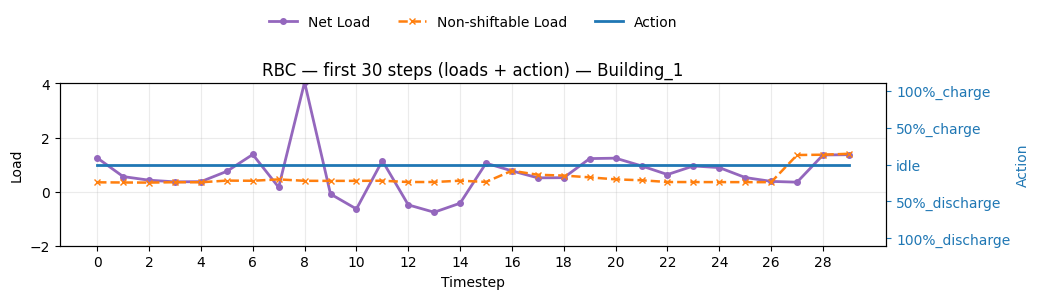 Net Load
Non-shiftable Load
Action
RBC — first 30 steps (loads + action) — Building_1
Load
4
2
0
−2
100%_charge
50%_charge
idle
50%_discharge
100%_discharge
Action
0 2 4 6 8 10 12 14 16 18 20 22 24 26 28
Timestep